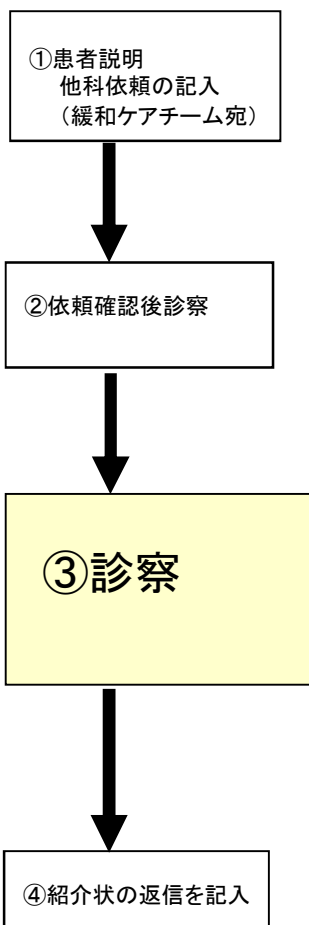 ①患者説明
他科依頼の記入
（緩和ケアチーム宛）
②依頼確認後診察
③診察
④紹介状の返信を記入